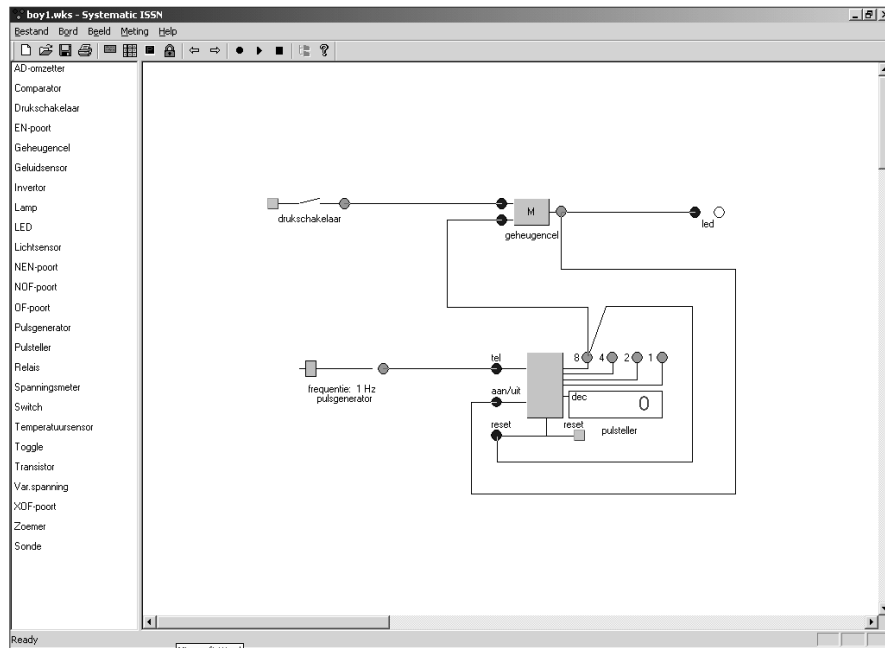 boy1.wks - Systematic ISSN
Bestand Bord Beeld Meting Help
AD-omzetter
Comparator
Drukschakelaar
EN-poort
Geheugencel
Geluidsensor
Invertor
Lamp
LED
Lichtsensor
NEN-poort
NOF-poort
OF-poort
Pulsgenerator
Pulsteller
Relais
Spanningsmeter
Switch
Temperatuursensor
Toggle
Transistor
Var.spanning
XOF-poort
Zoemer
Sonde
drukschakelaar
M
geheugencel
led
tel
8 4 2 1
frequentie: 1 Hz
pulsgenerator
aan/uit
dec
0
reset
reset
pulsteller
Ready